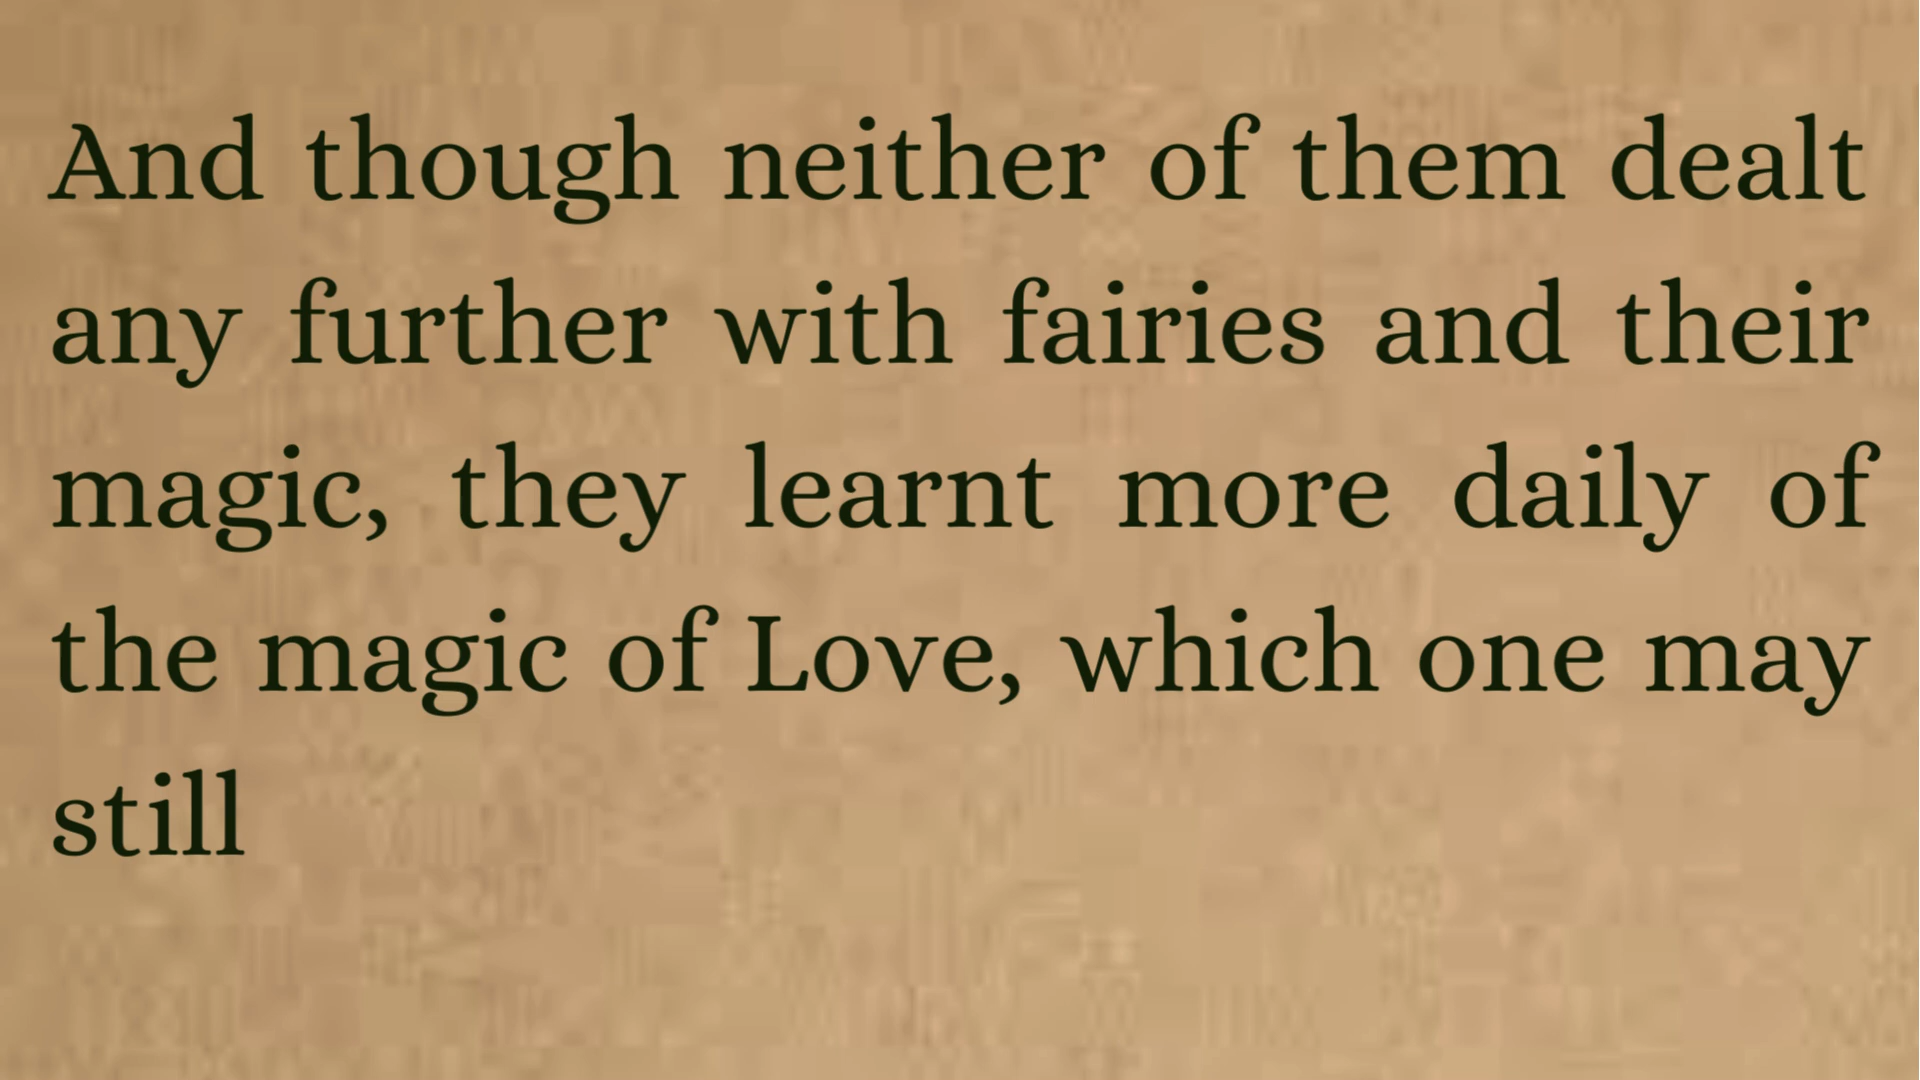 And though neither of them dealt
any further with fairies and their
magic, they learnt more daily of
the magic of Love, which one may
still